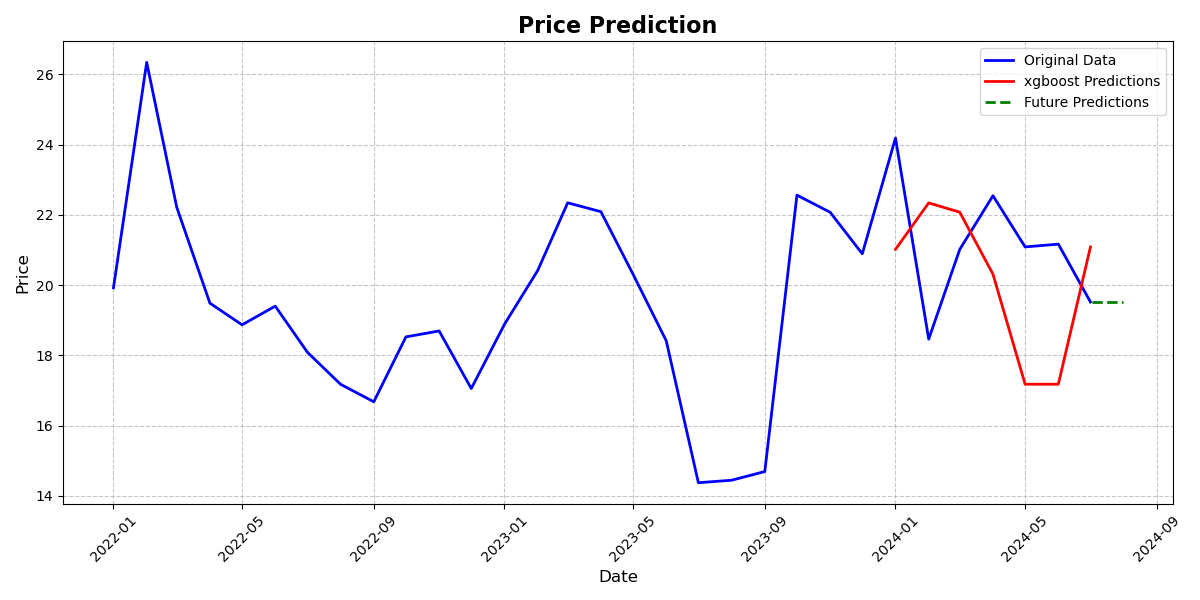 Price Prediction
Original Data
xgboost Predictions
Future Predictions
Price
26
24
22
20
18
16
14
2022-01
2022-05
2022-09
2023-01
2023-05
2023-09
2024-01
2024-05
2024-09
Date